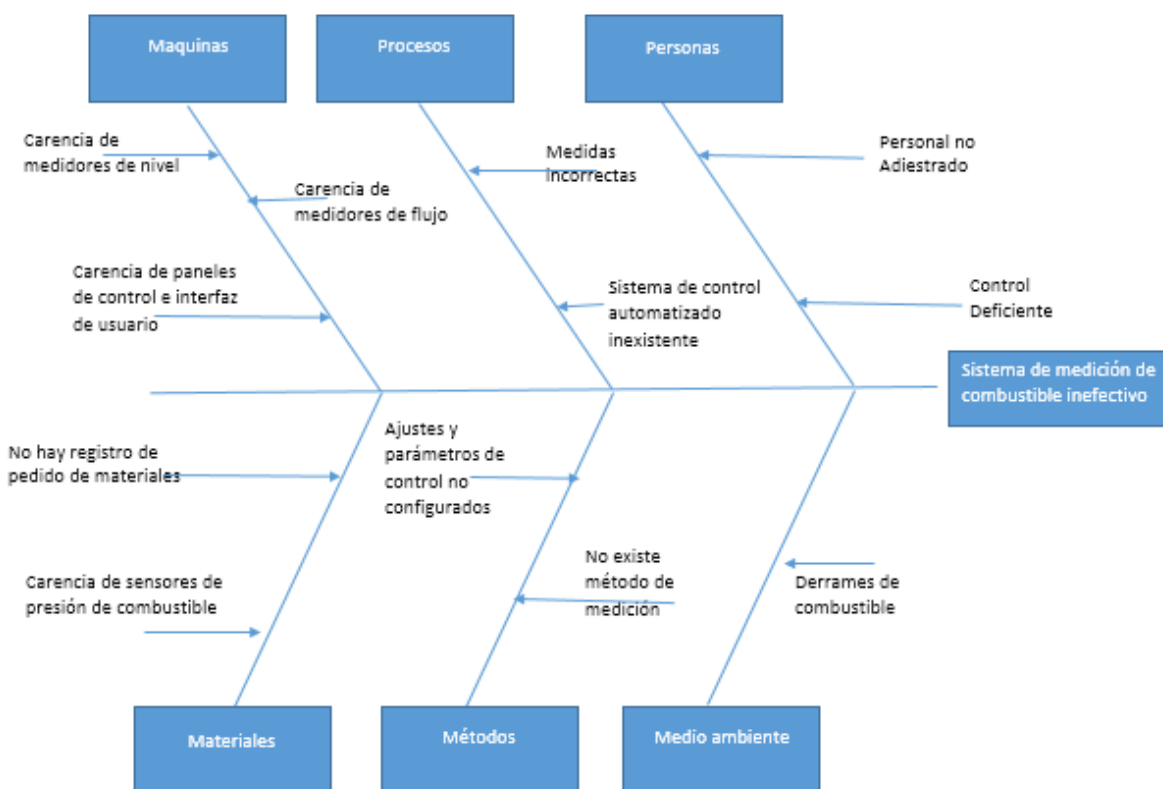 Maquinas
Procesos
Personas
Carencia de
medidores de nivel
Carencia de
medidores de flujo
Carencia de paneles
de control e interfaz
de usuario
Medidas
incorrectas
Sistema de control
automatizado
inexistente
Personal no
Adiestrado
Control
Deficiente
Sistema de medición de
combustible inefectivo
No hay registro de
pedido de materiales
Carencia de sensores de
presión de combustible
Ajustes y
parámetros de
control no
configurados
No existe
método de
medición
Derrames de
combustible
Materiales
Métodos
Medio ambiente